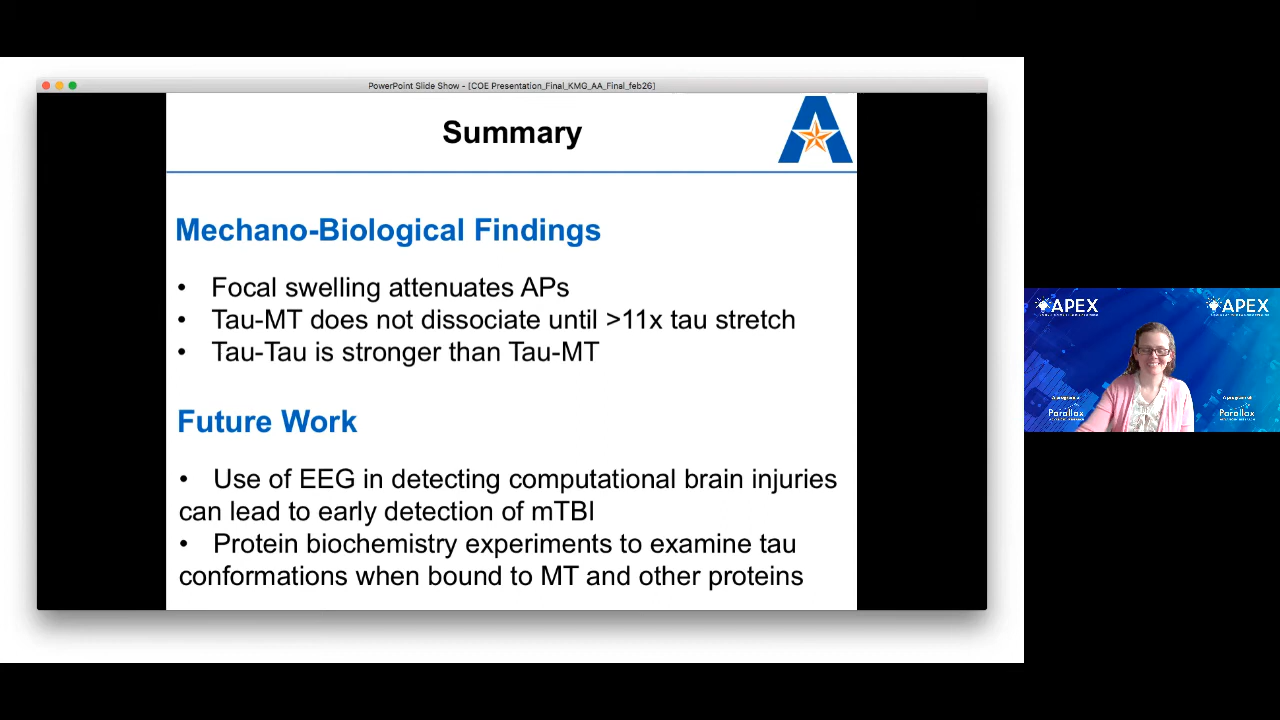 PowerPoint Slide Show - [COE Presentation_Final_KMG_AA_Final_feb26]
Summary
Mechano-Biological Findings
• Focal swelling attenuates APs
• Tau-MT does not dissociate until >11x tau stretch
• Tau-Tau is stronger than Tau-MT
Future Work
• Use of EEG in detecting computational brain injuries
can lead to early detection of mTBI
• Protein biochemistry experiments to examine tau
conformations when bound to MT and other proteins
APEX
APEX
Parallax
Parallax